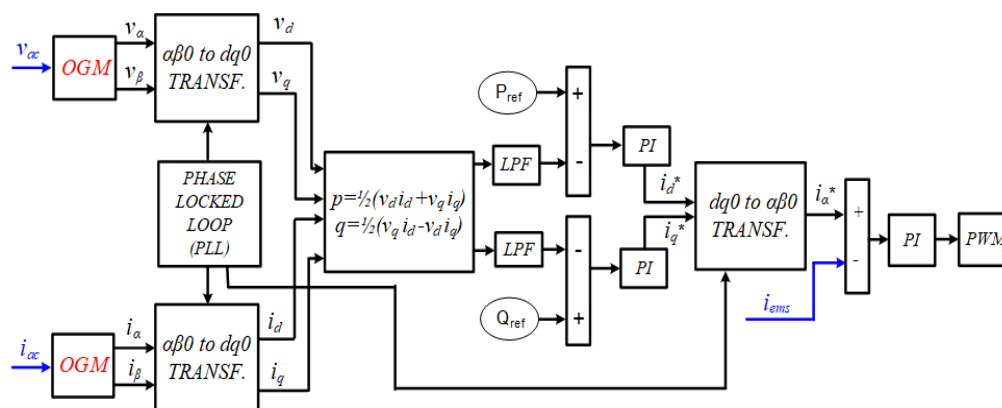 v_ac
OGM
v_α
v_β
αβ0 to dq0
TRANSF.
v_d
v_q
PHASE
LOCKED
LOOP
(PLL)
i_ac
OGM
i_α
i_β
αβ0 to dq0
TRANSF.
i_d
i_q
p=½(v_d i_d+v_q i_q)
q=½(v_q i_d-v_d i_q)
LPF
LPF
P_ref
+
-
-
+
Q_ref
PI
PI
i_d*
i_q*
dq0 to αβ0
TRANSF.
i_α*
+
-
i_ems
PI
PWM